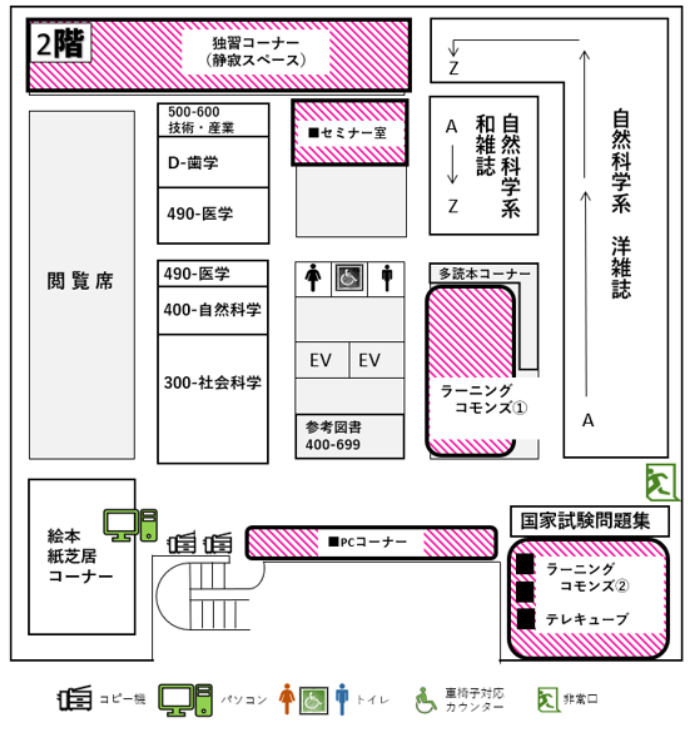 2階
独習コーナー
（静寂スペース）
500-600
技術・産業
D-歯学
490-医学
■セミナー室
Z
A
Z
自然科学系
和雑誌
自然科学系 洋雑誌
A
閲覧席
490-医学
400-自然科学
300-社会科学
EV
EV
参考図書
400-699
多読本コーナー
ラーニング
コモンズ①
絵本
紙芝居
コーナー
■PCコーナー
国家試験問題集
ラーニング
コモンズ②
テレキューブ
コピー機
パソコン
トイレ
車椅子対応
カウンター
非常口